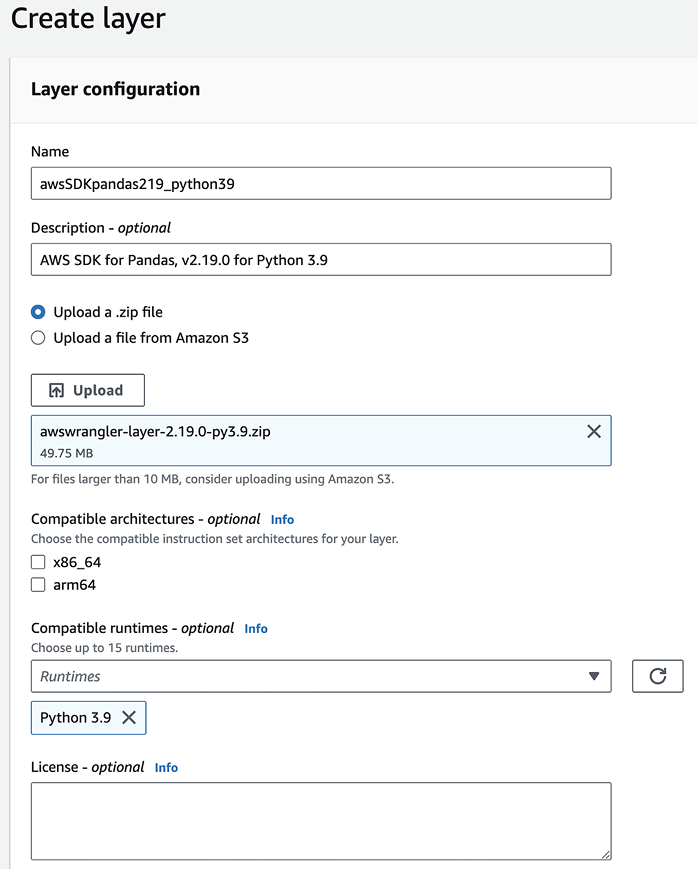 Create layer
Layer configuration
Name
awsSDKpandas219_python39
Description - optional
AWS SDK for Pandas, v2.19.0 for Python 3.9
Upload a .zip file
Upload a file from Amazon S3
Upload
awswrangler-layer-2.19.0-py3.9.zip
49.75 MB
For files larger than 10 MB, consider uploading using Amazon S3.
Compatible architectures - optional Info
Choose the compatible instruction set architectures for your layer.
x86_64
arm64
Compatible runtimes - optional Info
Choose up to 15 runtimes.
Runtimes
Python 3.9
License - optional Info